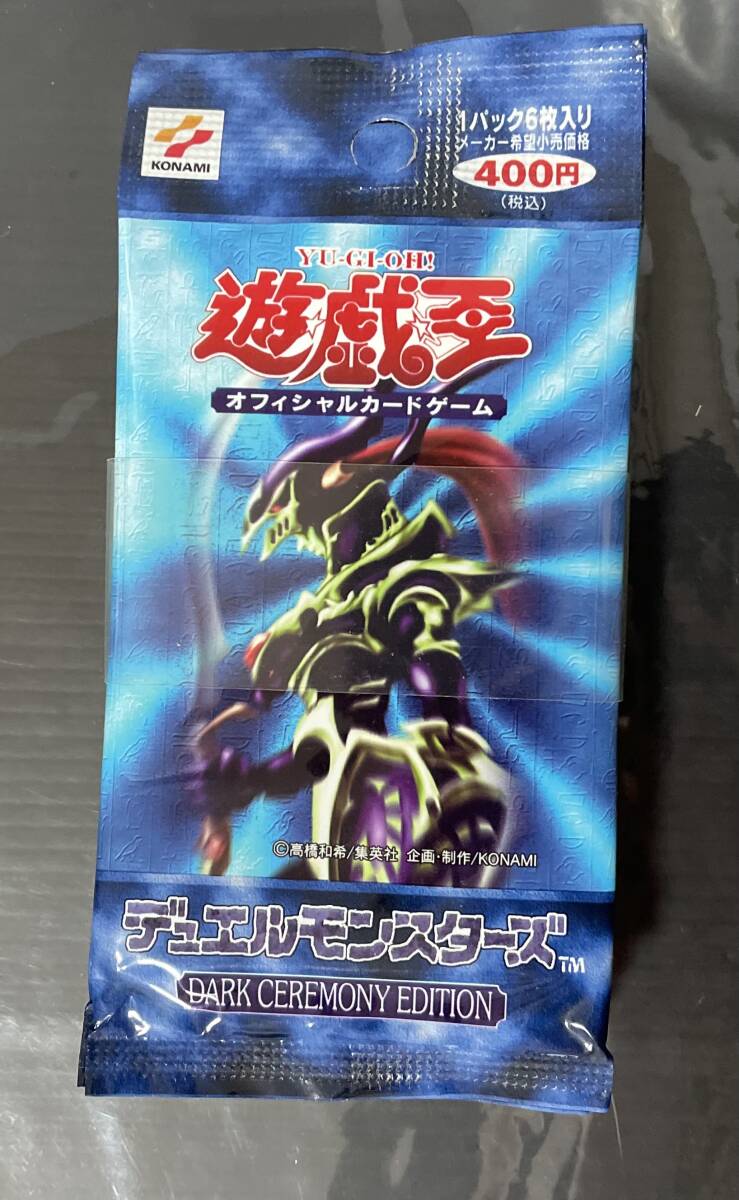 KONAMI
1パック6枚入り
メーカー希望小売価格
400円
(税込)
YU-GI-OH!
遊戯王
オフィシャルカードゲーム
©高橋和希/集英社 企画・制作/KONAMI
デュエルモンスターズ™
DARK CEREMONY EDITION